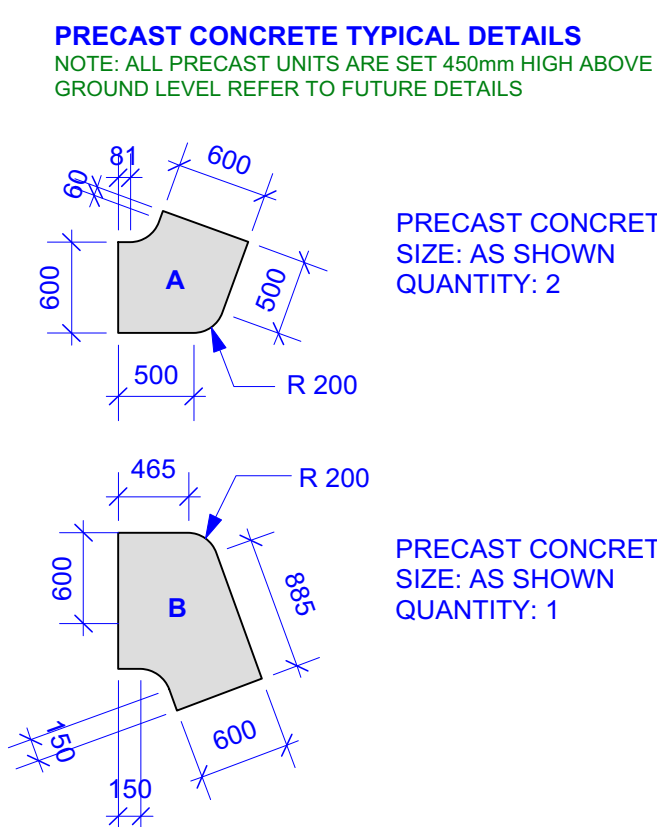 PRECAST CONCRETE TYPICAL DETAILS
NOTE: ALL PRECAST UNITS ARE SET 450mm HIGH ABOVE
GROUND LEVEL REFER TO FUTURE DETAILS
81
600
60
600
A
500
500
R 200
PRECAST CONCRET
SIZE: AS SHOWN
QUANTITY: 2
465
R 200
600
B
885
150
600
150
PRECAST CONCRET
SIZE: AS SHOWN
QUANTITY: 1